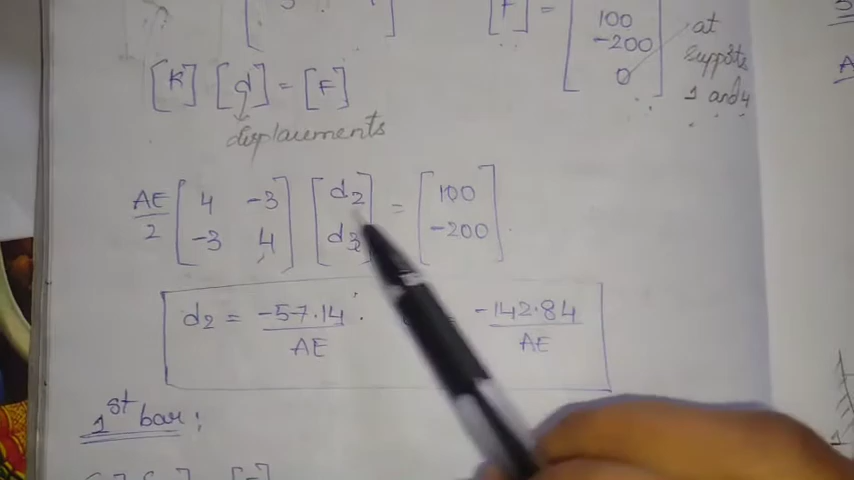 [F] =
100
-200
0
at
supports
1 and 4
[K] [d] = [F]
displacements
AE/2 [4 -3] [d2] = [100]
[-3 4] [d3] [-200]
d2 = -57.14/AE . = -142.84/AE
1st bar: